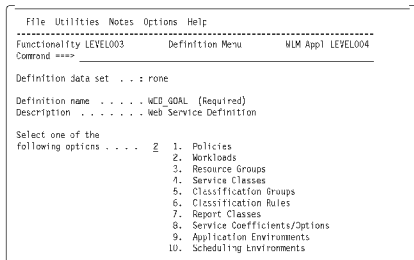 File Utilities Notes Options Help
Functionality LEVEL003 Definition Menu WLM Appl LEVEL004
Command ===>
Definition data set . . : none
Definition name . . . . . WEB_GOAL (Required)
Description . . . . . . . Web Service Definition
Select one of the
following options . . . . 2 1. Policies
2. Workloads
3. Resource Groups
4. Service Classes
5. Classification Groups
6. Classification Rules
7. Report Classes
8. Service Coefficients/Options
9. Application Environments
10. Scheduling Environments